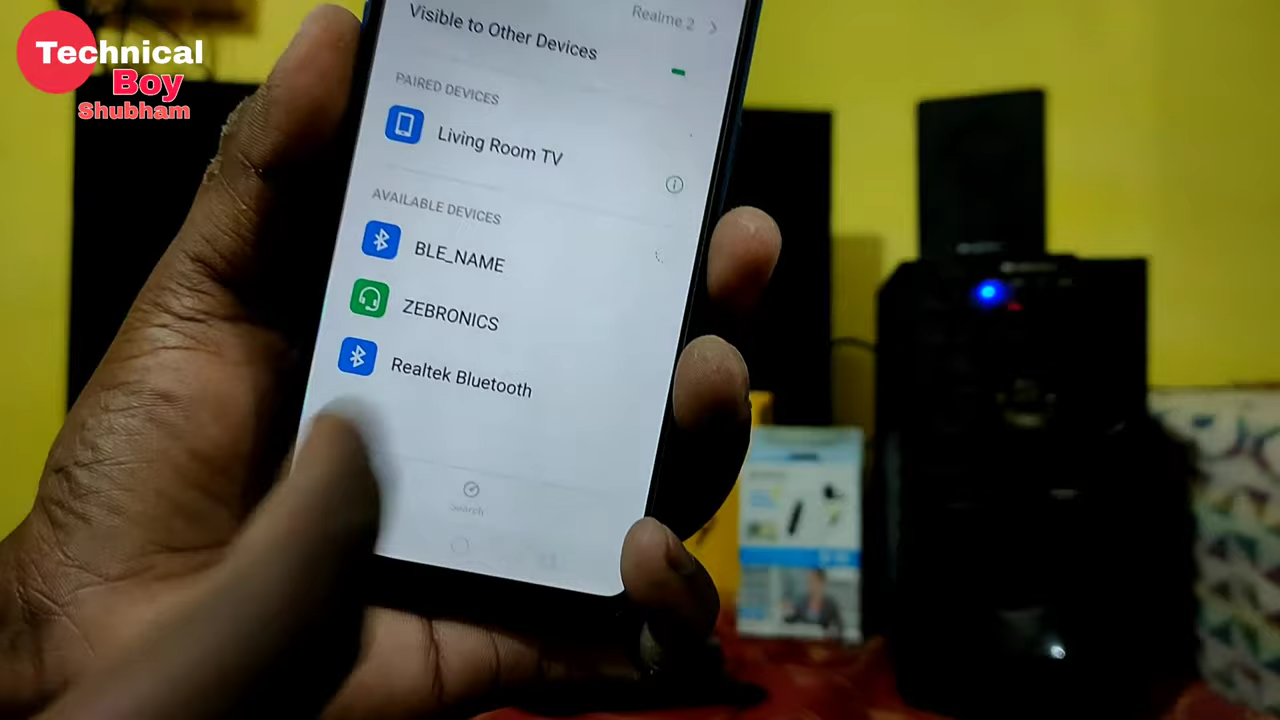 Technical
Boy
Shubham
Realme 2
Visible to Other Devices
PAIRED DEVICES
Living Room TV
AVAILABLE DEVICES
BLE_NAME
ZEBRONICS
Realtek Bluetooth
Search